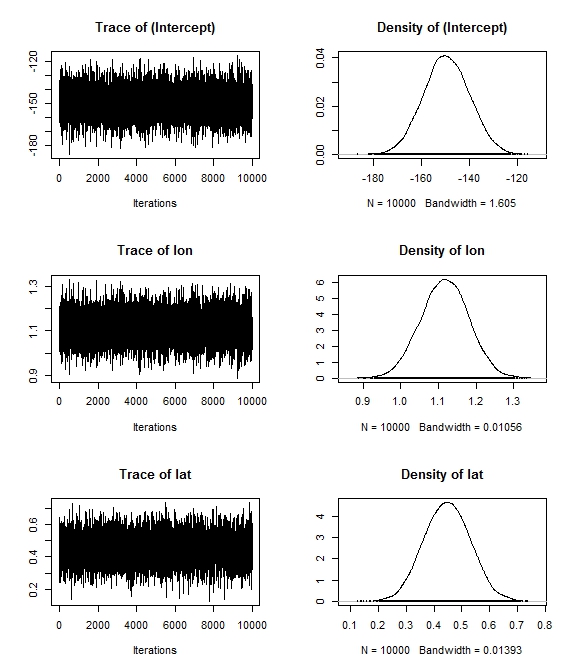 Trace of (Intercept)
-120
-150
-180
0 2000 4000 6000 8000 10000
Iterations
Density of (Intercept)
0.04
0.02
0.00
-180 -160 -140 -120
N = 10000 Bandwidth = 1.605
Trace of lon
1.3
1.1
0.9
0 2000 4000 6000 8000 10000
Iterations
Density of lon
6
5
4
3
2
1
0
0.9 1.0 1.1 1.2 1.3
N = 10000 Bandwidth = 0.01056
Trace of lat
0.6
0.4
0.2
0 2000 4000 6000 8000 10000
Iterations
Density of lat
4
3
2
1
0
0.1 0.2 0.3 0.4 0.5 0.6 0.7 0.8
N = 10000 Bandwidth = 0.01393